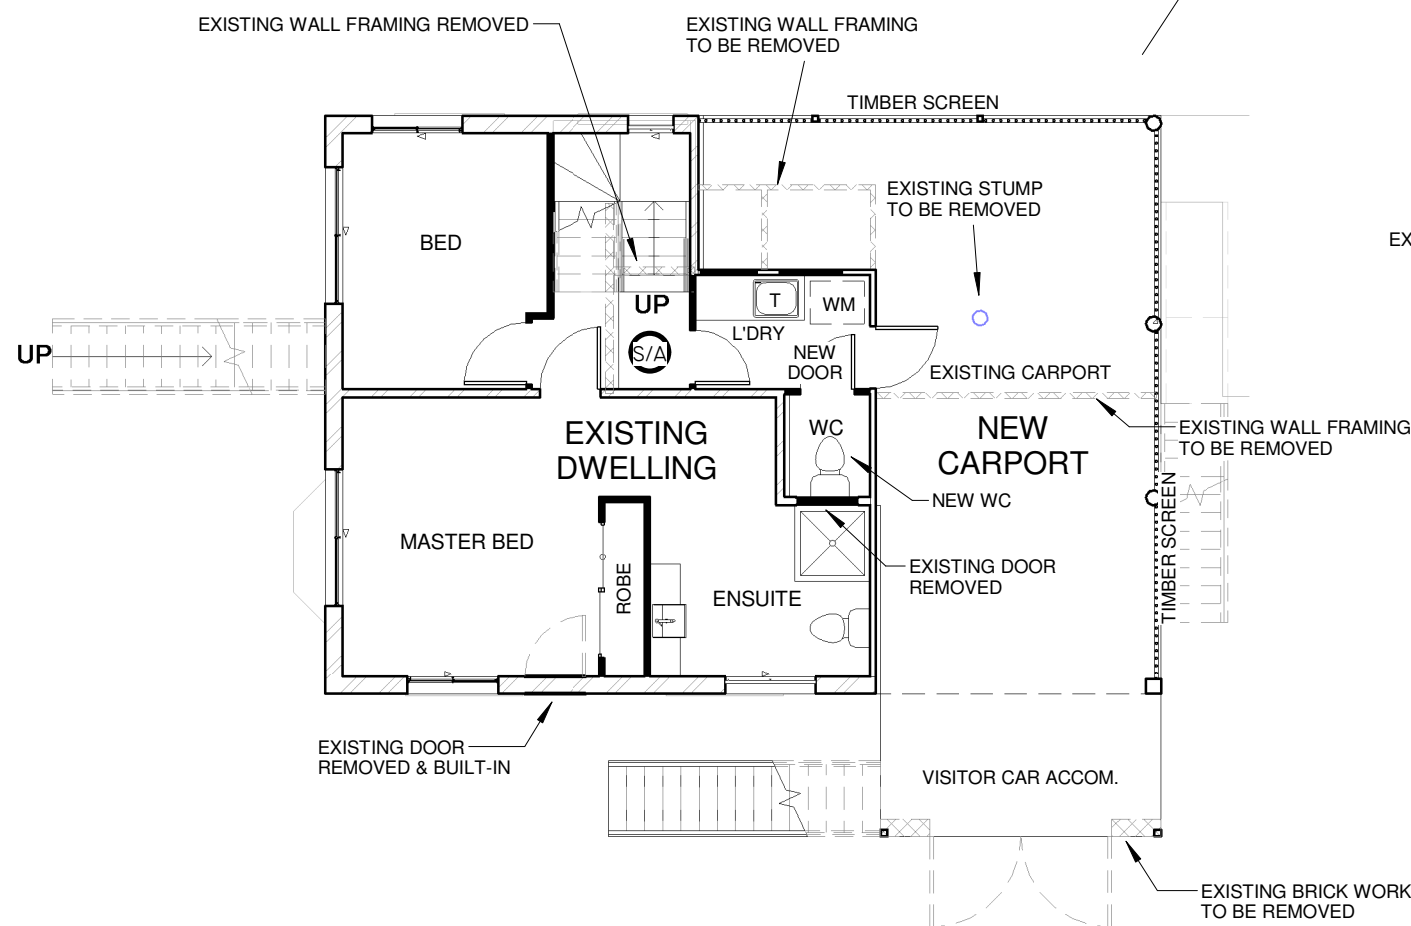 EXISTING WALL FRAMING REMOVED
EXISTING WALL FRAMING
TO BE REMOVED
TIMBER SCREEN
EXISTING STUMP
TO BE REMOVED
BED
EX
UP
T
WM
L'DRY
UP
S/A
NEW
DOOR
EXISTING CARPORT
EXISTING
DWELLING
WC
NEW
CARPORT
EXISTING WALL FRAMING
TO BE REMOVED
NEW WC
MASTER BED
ROBE
ENSUITE
EXISTING DOOR
REMOVED
TIMBER SCREEN
EXISTING DOOR
REMOVED & BUILT-IN
VISITOR CAR ACCOM.
EXISTING BRICK WORK
TO BE REMOVED